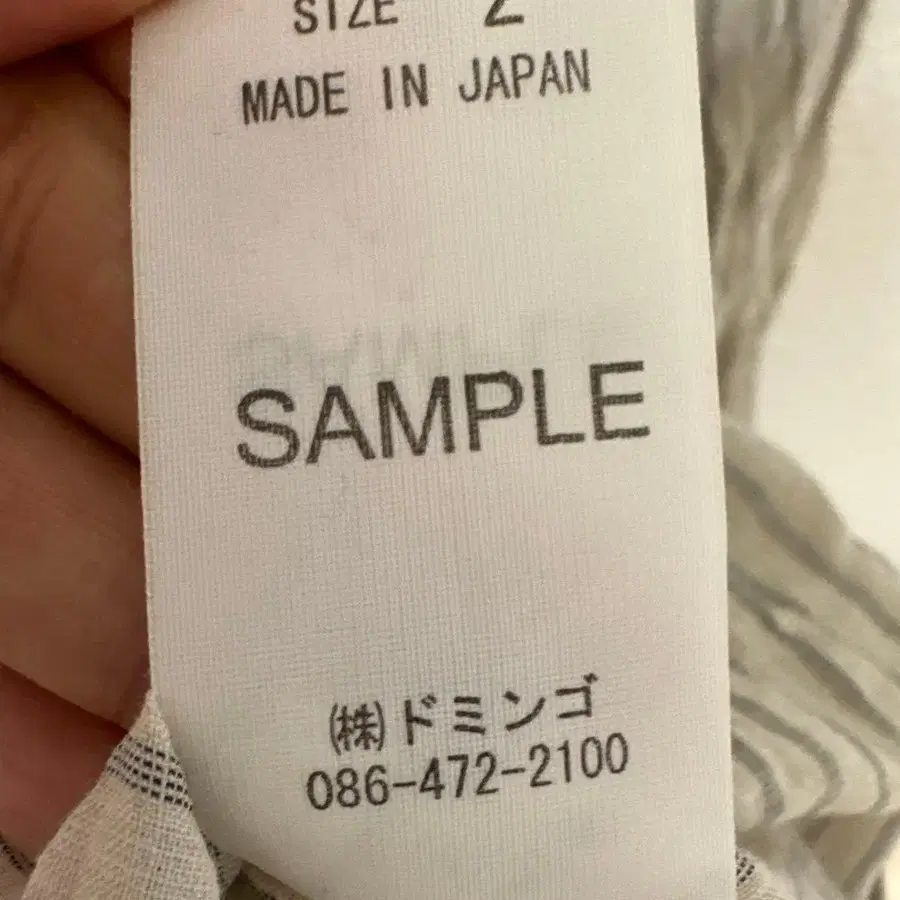 SIZE 2
MADE IN JAPAN
SAMPLE
㈱ドミンゴ
086-472-2100